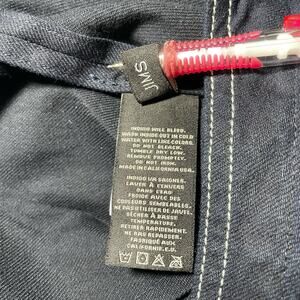 JIMS
INDIGO WILL BLEED.
WASH INSIDE OUT IN COLD
WATER WITH LIKE COLORS.
DO NOT BLEACH.
TUMBLE DRY LOW.
REMOVE PROMPTLY.
DO NOT IRON.
MADE IN CALIFORNIA USA.
INDIGO VA SAIGNER.
LAVER À L'ENVERS
DANS L'EAU
FROIDE AVEC DES
COULEURS SEMBLABLES.
NE PAS UTILISER DE JAVEL.
SÉCHER À BASSE
TEMPERATURE.
RETIRER RAPIDEMENT.
NE PAS REPASSER.
FABRIQUÉ AUX
CALIFORNIE E.U.